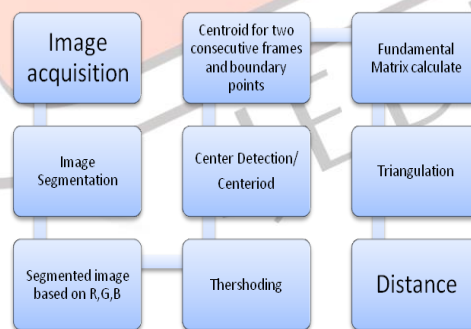 Image
acquisition
Image
Segmentation
Segmented image
based on R,G,B
Thershoding
Center Detection/
Centeriod
Centroid for two
consecutive frames
and boundary
points
Fundamental
Matrix calculate
Triangulation
Distance